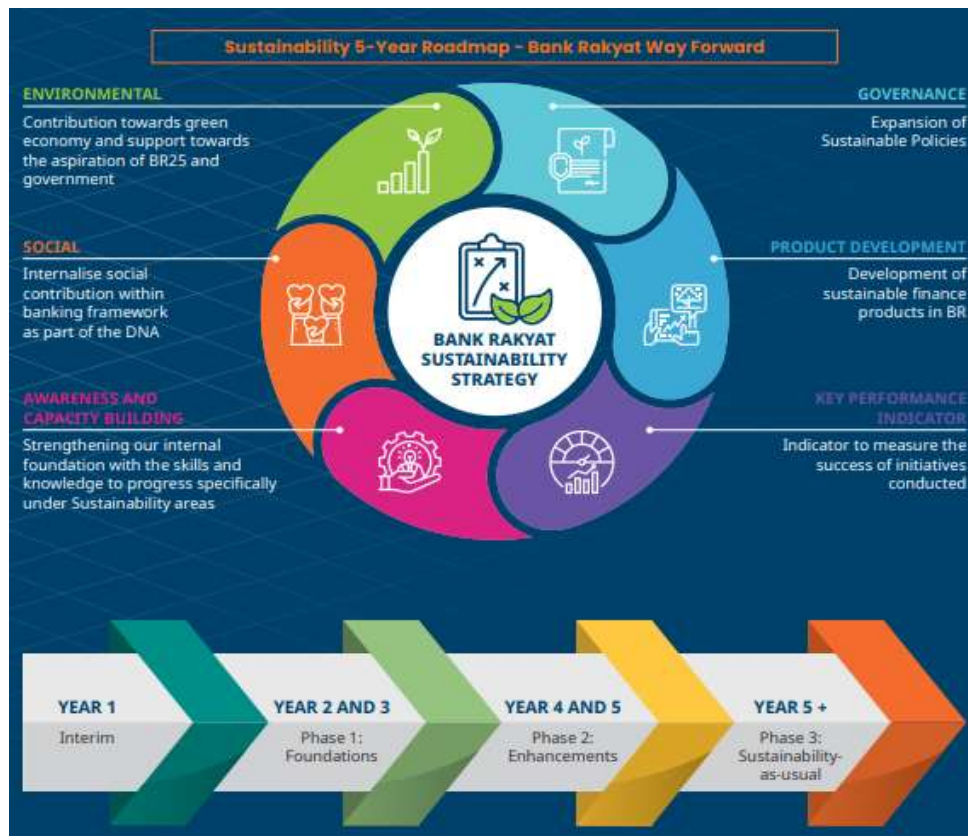 Sustainability 5-Year Roadmap - Bank Rakyat Way Forward
ENVIRONMENTAL
Contribution towards green
economy and support towards
the aspiration of BR25 and
government
GOVERNANCE
Expansion of
Sustainable Policies
SOCIAL
Internalise social
contribution within
banking framework
as part of the DNA
PRODUCT DEVELOPMENT
Development of
sustainable finance
products in BR
BANK RAKYAT
SUSTAINABILITY
STRATEGY
AWARENESS AND
CAPACITY BUILDING
Strengthening our internal
foundation with the skills and
knowledge to progress specifically
under Sustainability areas
KEY PERFORMANCE
INDICATOR
Indicator to measure the
success of initiatives
conducted
YEAR 1
Interim
YEAR 2 AND 3
Phase 1:
Foundations
YEAR 4 AND 5
Phase 2:
Enhancements
YEAR 5 +
Phase 3:
Sustainability-
as-usual